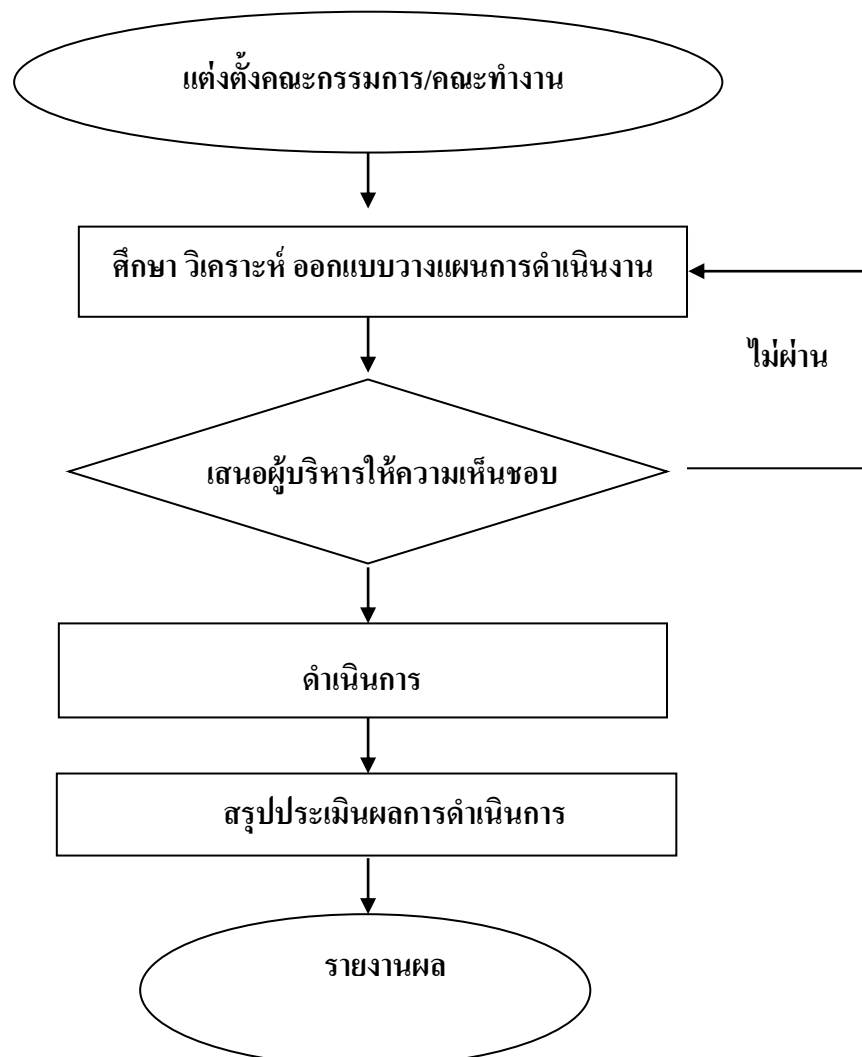 แต่งตั้งคณะกรรมการ/คณะทำงาน
ศึกษา วิเคราะห์ ออกแบบวางแผนการดำเนินงาน
ไม่ผ่าน
เสนอผู้บริหารให้ความเห็นชอบ
ดำเนินการ
สรุปประเมินผลการดำเนินการ
รายงานผล